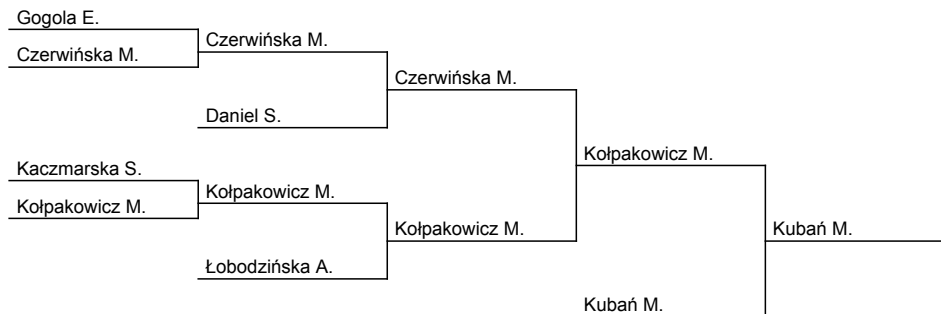 Gogola E.
Czerwińska M.
Czerwińska M.
Czerwińska M.
Daniel S.
Kołpakowicz M.
Kaczmarska S.
Kołpakowicz M.
Kołpakowicz M.
Kołpakowicz M.
Kubań M.
Łobodzińska A.
Kubań M.